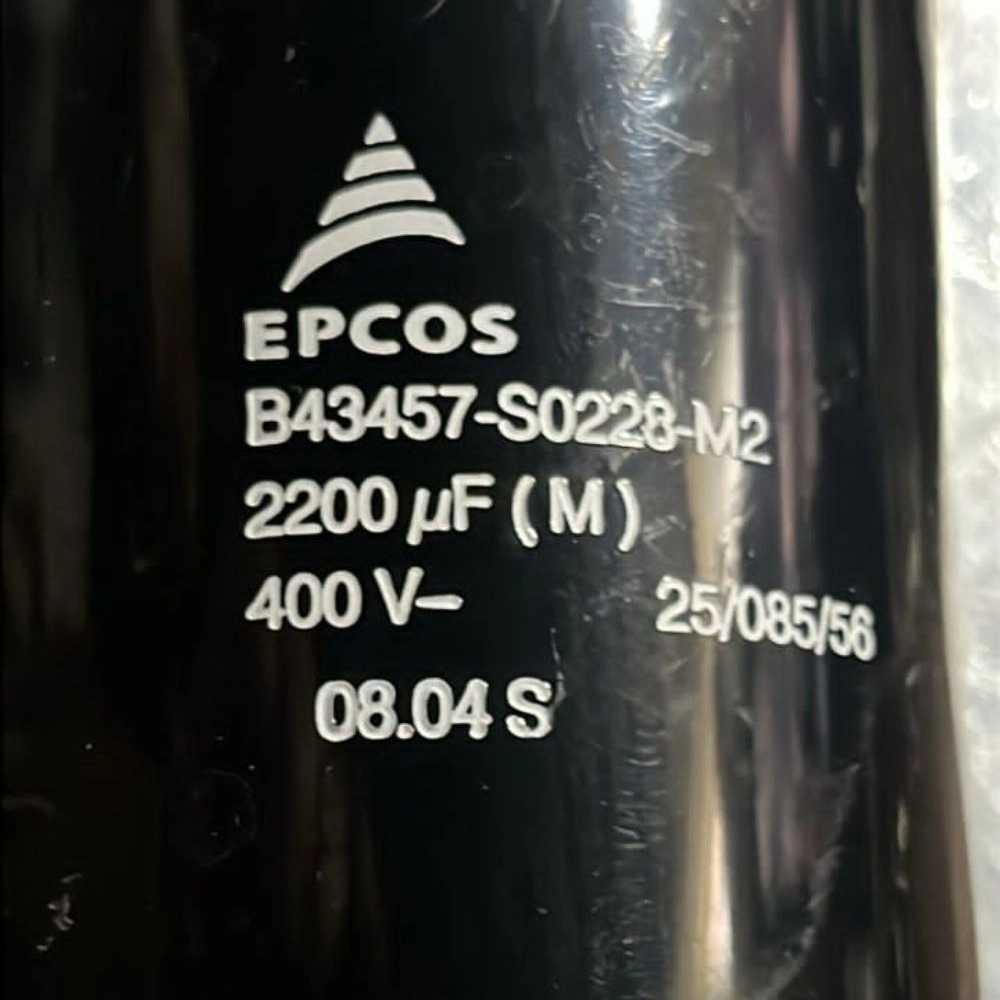 EPCOS
B43457-S0228-M2
2200 µF (M)
400 V– 25/085/56
08.04 S